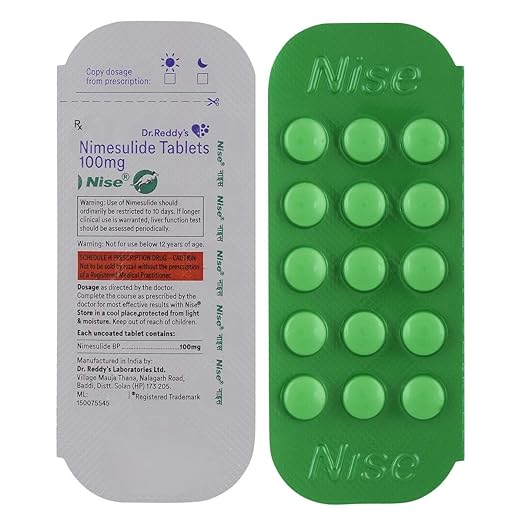 Copy dosage
from prescription:
Rx
Dr.Reddy's
Nimesulide Tablets
100mg
Nise®
Nise® नाइस Nise® नाइस Nise® नाइस Nise® नाइस
Warning: Use of Nimesulide should
ordinarily be restricted to 10 days. If longer
clinical use is warranted, liver function test
should be assessed periodically.
Warning: Not for use below 12 years of age.
SCHEDULE H PRESCRIPTION DRUG - CAUTION
Not to be sold by retail without the prescription
of a Registered Medical Practitioner.
Dosage as directed by the doctor.
Complete the course as prescribed by the
doctor for most effective results with Nise®
Store in a cool place, protected from light
& moisture. Keep out of reach of children.
Each uncoated tablet contains:
Nimesulide BP ........................ 100mg
Manufactured in India by:
Dr. Reddy's Laboratories Ltd.
Village Mauja Thana, Nalagarh Road,
Baddi, Distt. Solan (HP) 173 205.
ML: ®Registered Trademark
150075545
Nise
Nise